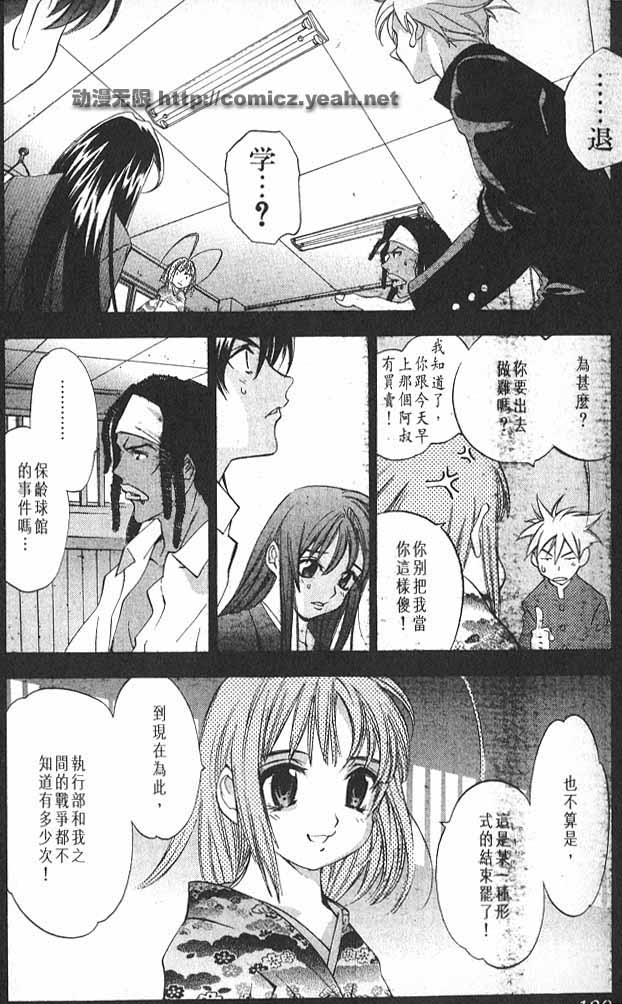 动漫无限 http://comicz.yeah.net
……退
学…?
為甚麼?
你要出去
做雞嗎?
我知道了,
你跟今天早
上那個阿叔
有買賣!
你別把我當
你這樣傻!
…………
保齡球館
的事件嗎…
也不算是,
這是某一種形
式的結束罷了!
到現在為此,
執行部和我之
間的戰爭都不
知道有多少次!